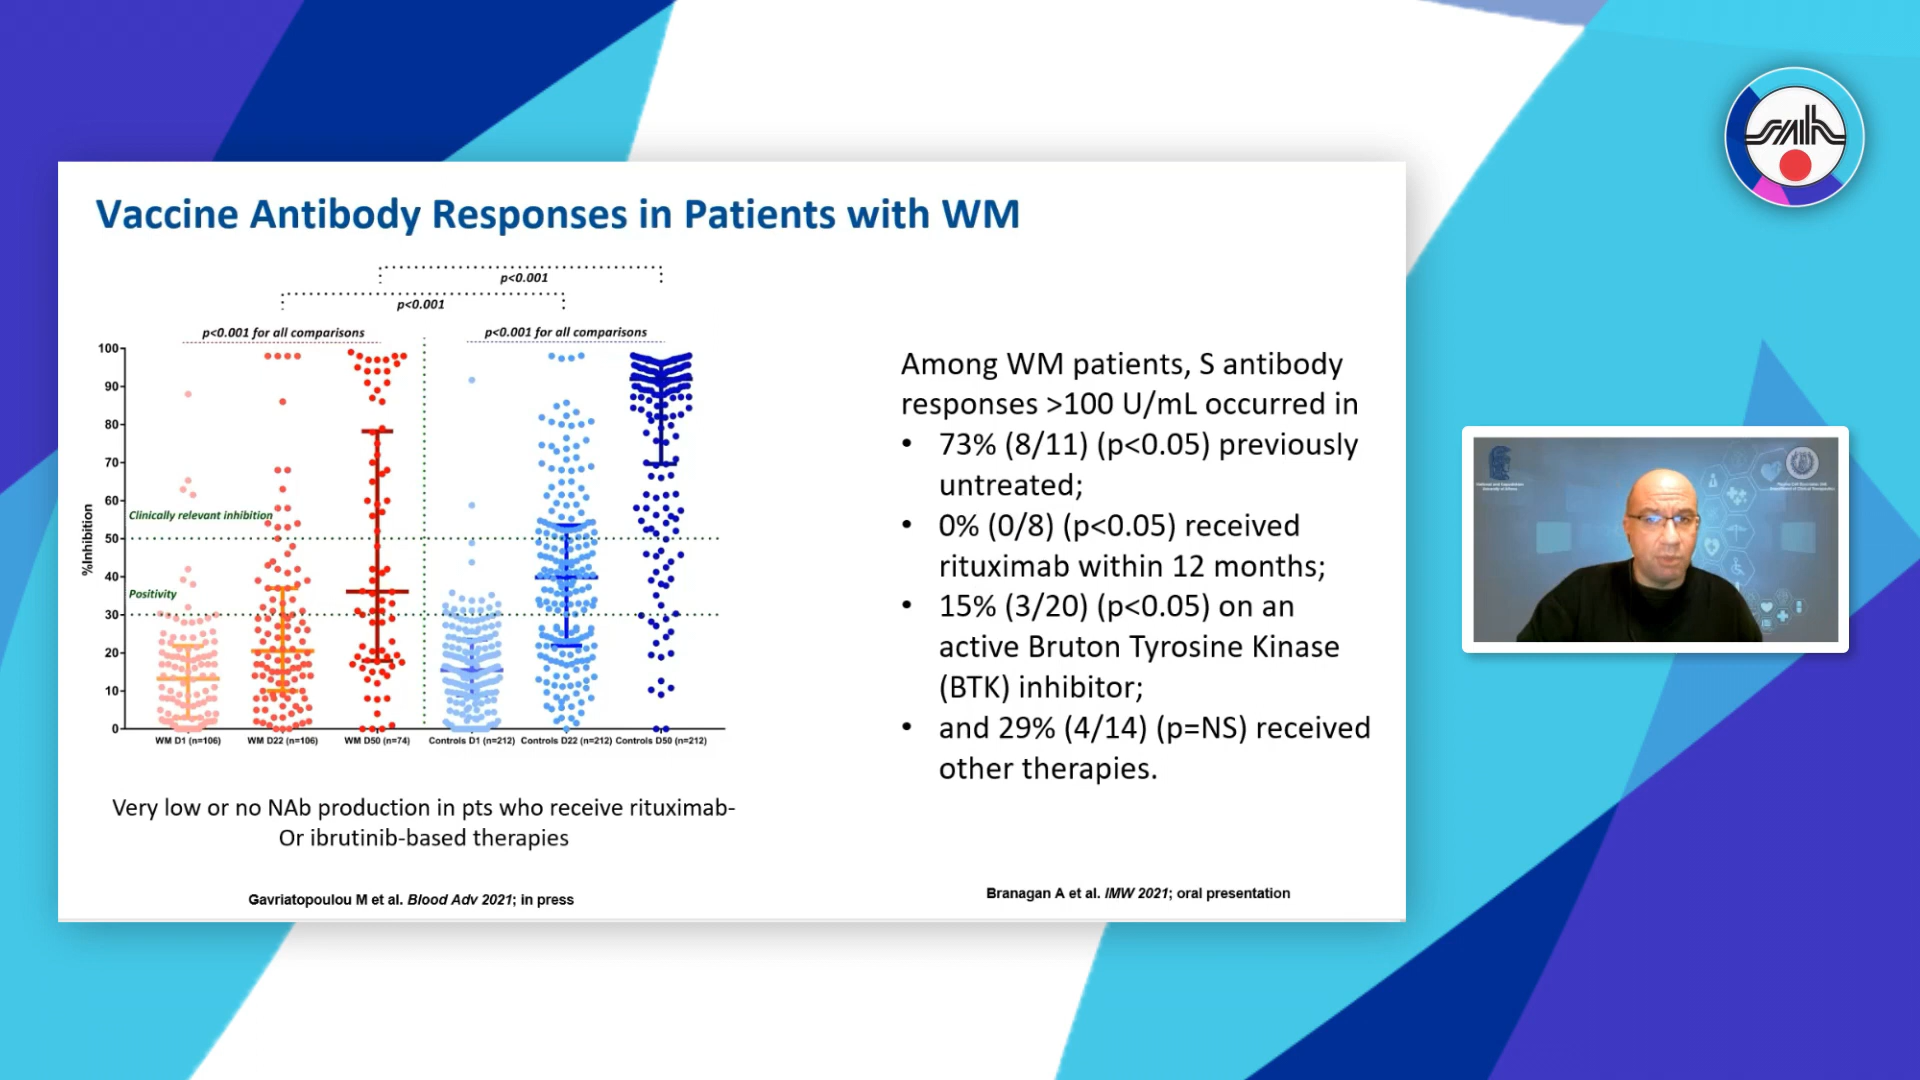 Vaccine Antibody Responses in Patients with WM
p<0.001
p<0.001
p<0.001 for all comparisons
p<0.001 for all comparisons
%Inhibition
100
90
80
70
60
50
40
30
20
10
0
Clinically relevant inhibition
Positivity
WM D1 (n=106)
WM D22 (n=106)
WM D50 (n=74)
Controls D1 (n=212)
Controls D22 (n=212)
Controls D50 (n=212)
Very low or no NAb production in pts who receive rituximab-
Or ibrutinib-based therapies
Gavriatopoulou M et al. Blood Adv 2021; in press
Among WM patients, S antibody
responses >100 U/mL occurred in
• 73% (8/11) (p<0.05) previously
untreated;
• 0% (0/8) (p<0.05) received
rituximab within 12 months;
• 15% (3/20) (p<0.05) on an
active Bruton Tyrosine Kinase
(BTK) inhibitor;
• and 29% (4/14) (p=NS) received
other therapies.
Branagan A et al. IMW 2021; oral presentation